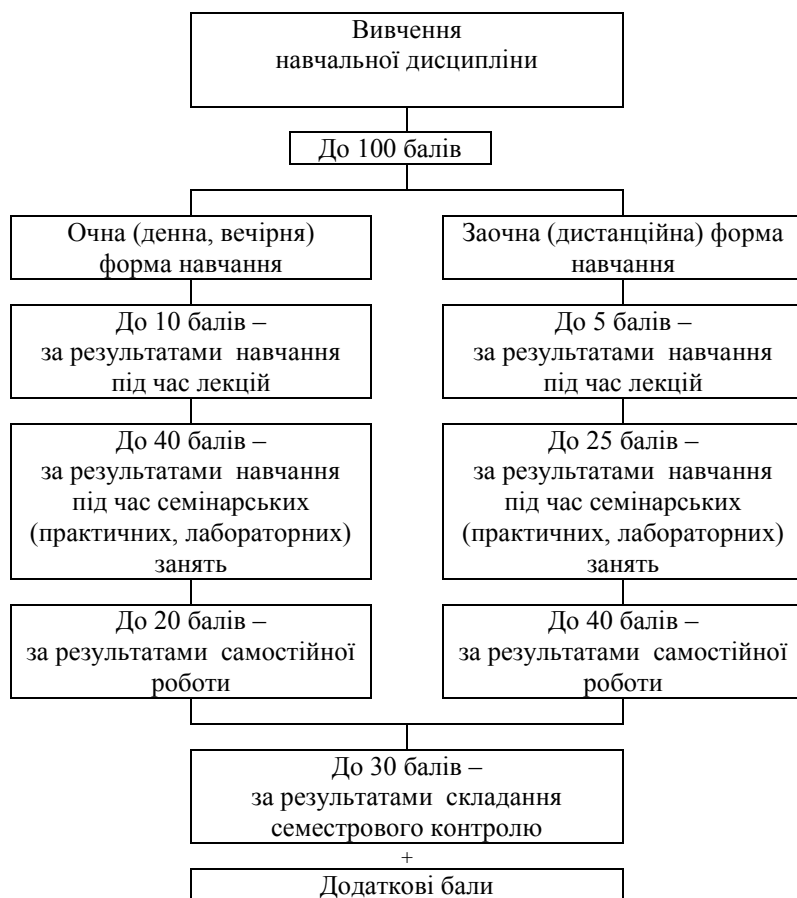 Вивчення
навчальної дисципліни
До 100 балів
Очна (денна, вечірня)
форма навчання
До 10 балів –
за результатами навчання
під час лекцій
До 40 балів –
за результатами навчання
під час семінарських
(практичних, лабораторних)
занять
До 20 балів –
за результатами самостійної
роботи
Заочна (дистанційна) форма
навчання
До 5 балів –
за результатами навчання
під час лекцій
До 25 балів –
за результатами навчання
під час семінарських
(практичних, лабораторних)
занять
До 40 балів –
за результатами самостійної
роботи
До 30 балів –
за результатами складання
семестрового контролю
+
Додаткові бали